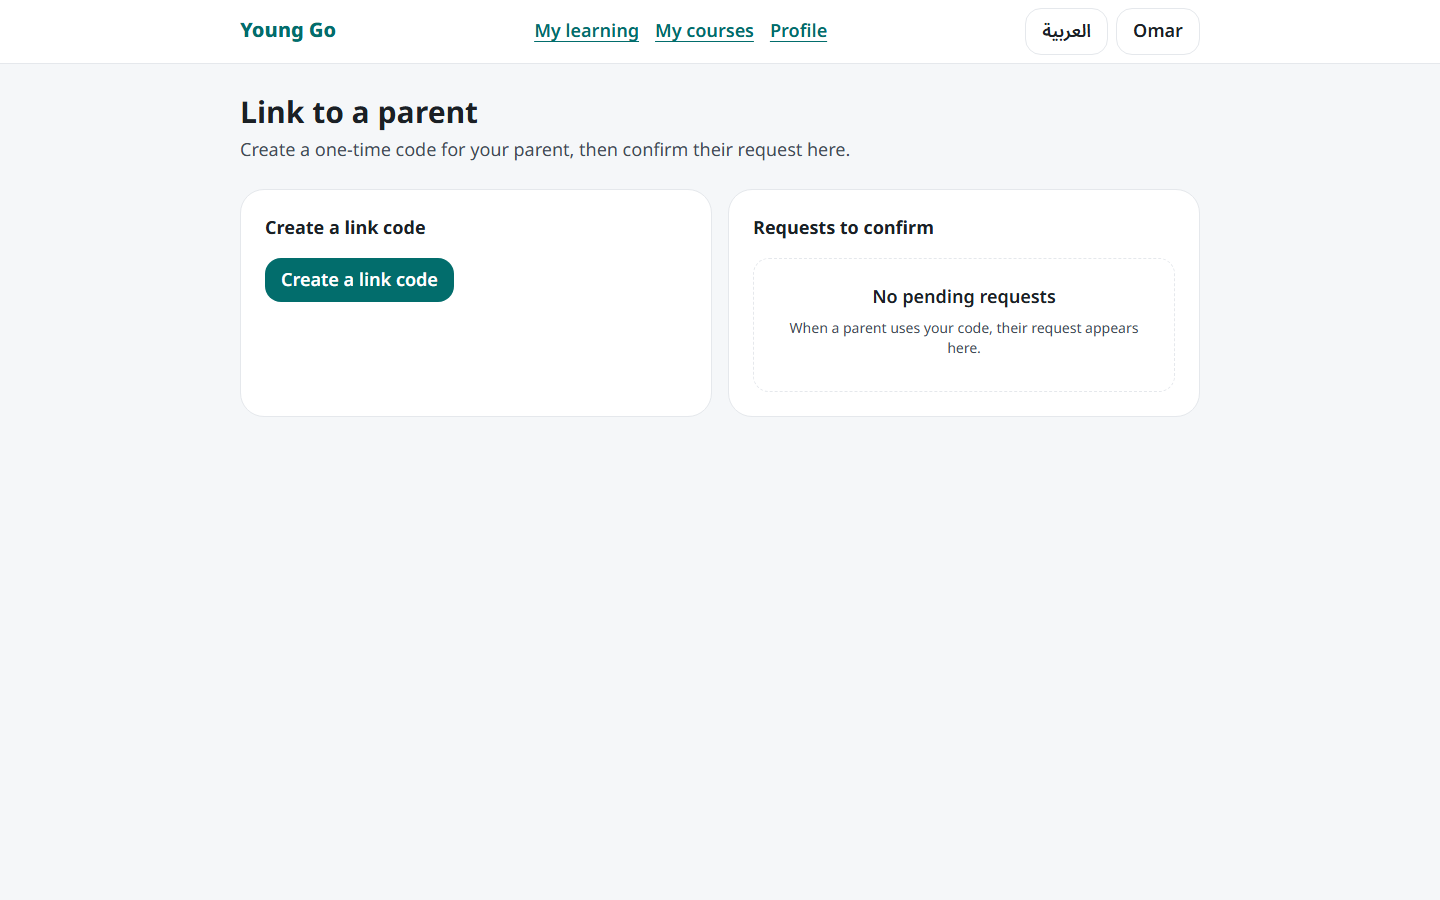 Young Go
My learning
My courses
Profile
العربية
Omar
Link to a parent
Create a one-time code for your parent, then confirm their request here.
Create a link code
Create a link code
Requests to confirm
No pending requests
When a parent uses your code, their request appears
here.